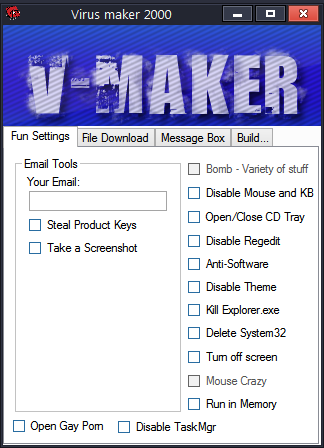 Virus maker 2000
V-MAKER
Fun Settings
File Download
Message Box
Build...
Email Tools
Your Email:
Steal Product Keys
Take a Screenshot
Bomb - Variety of stuff
Disable Mouse and KB
Open/Close CD Tray
Disable Regedit
Anti-Software
Disable Theme
Kill Explorer.exe
Delete System32
Turn off screen
Mouse Crazy
Run in Memory
Open Gay Porn
Disable TaskMgr